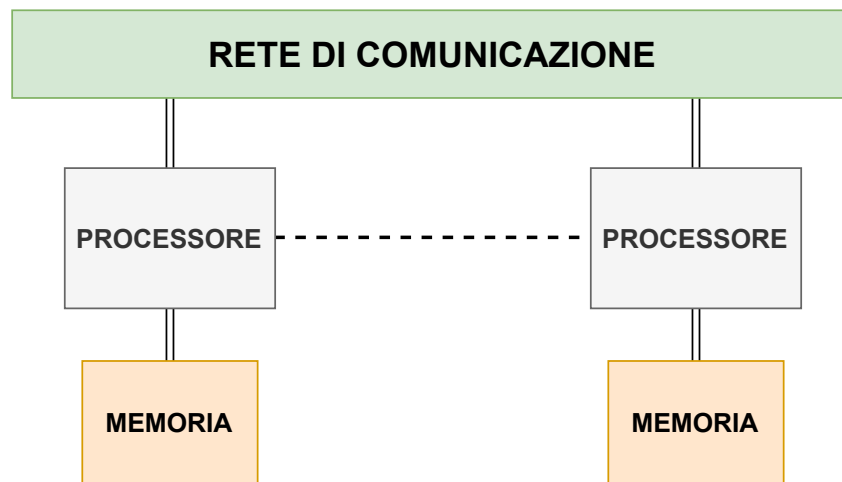 RETE DI COMUNICAZIONE
PROCESSORE
PROCESSORE
MEMORIA
MEMORIA